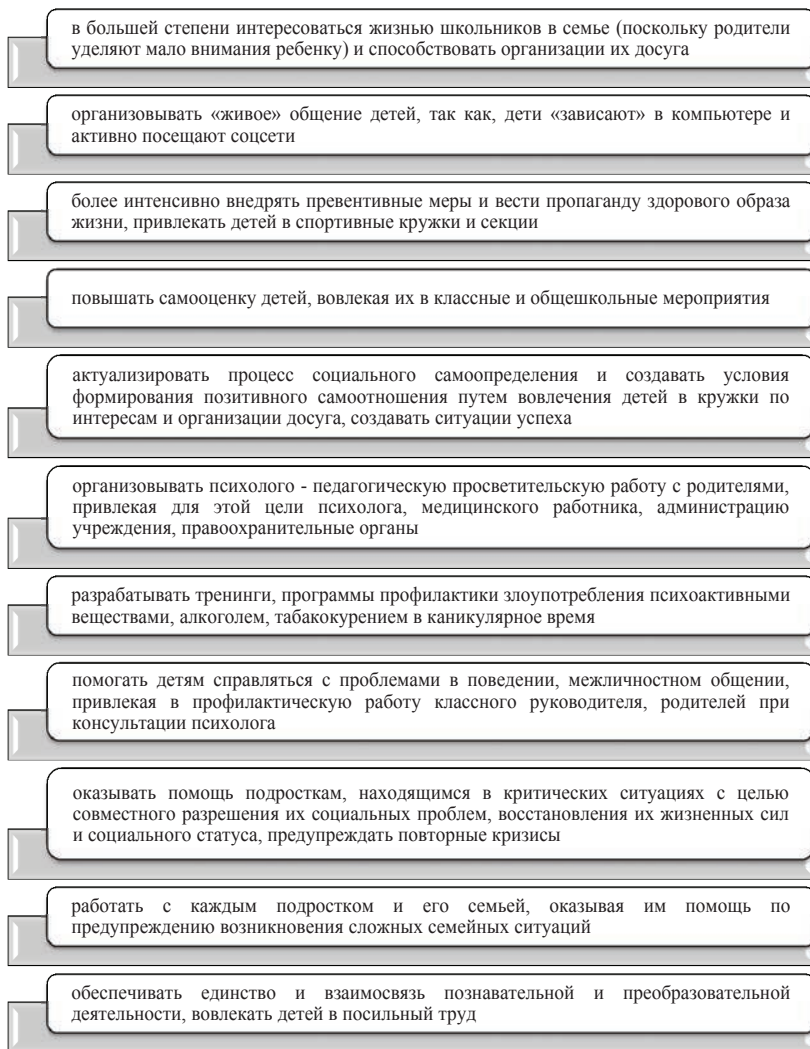 в большей степени интересоваться жизнью школьников в семье (поскольку родители
уделяют мало внимания ребенку) и способствовать организации их досуга
организовывать «живое» общение детей, так как, дети «зависают» в компьютере и
активно посещают соцсети
более интенсивно внедрять превентивные меры и вести пропаганду здорового образа
жизни, привлекать детей в спортивные кружки и секции
повышать самооценку детей, вовлекая их в классные и общешкольные мероприятия
актуализировать процесс социального самоопределения и создавать условия
формирования позитивного самоотношения путем вовлечения детей в кружки по
интересам и организации досуга, создавать ситуации успеха
организовывать психолого - педагогическую просветительскую работу с родителями,
привлекая для этой цели психолога, медицинского работника, администрацию
учреждения, правоохранительные органы
разрабатывать тренинги, программы профилактики злоупотребления психоактивными
веществами, алкоголем, табакокурением в каникулярное время
помогать детям справляться с проблемами в поведении, межличностном общении,
привлекая в профилактическую работу классного руководителя, родителей при
консультации психолога
оказывать помощь подросткам, находящимся в критических ситуациях с целью
совместного разрешения их социальных проблем, восстановления их жизненных сил
и социального статуса, предупреждать повторные кризисы
работать с каждым подростком и его семьей, оказывая им помощь по
предупреждению возникновения сложных семейных ситуаций
обеспечивать единство и взаимосвязь познавательной и преобразовательной
деятельности, вовлекать детей в посильный труд